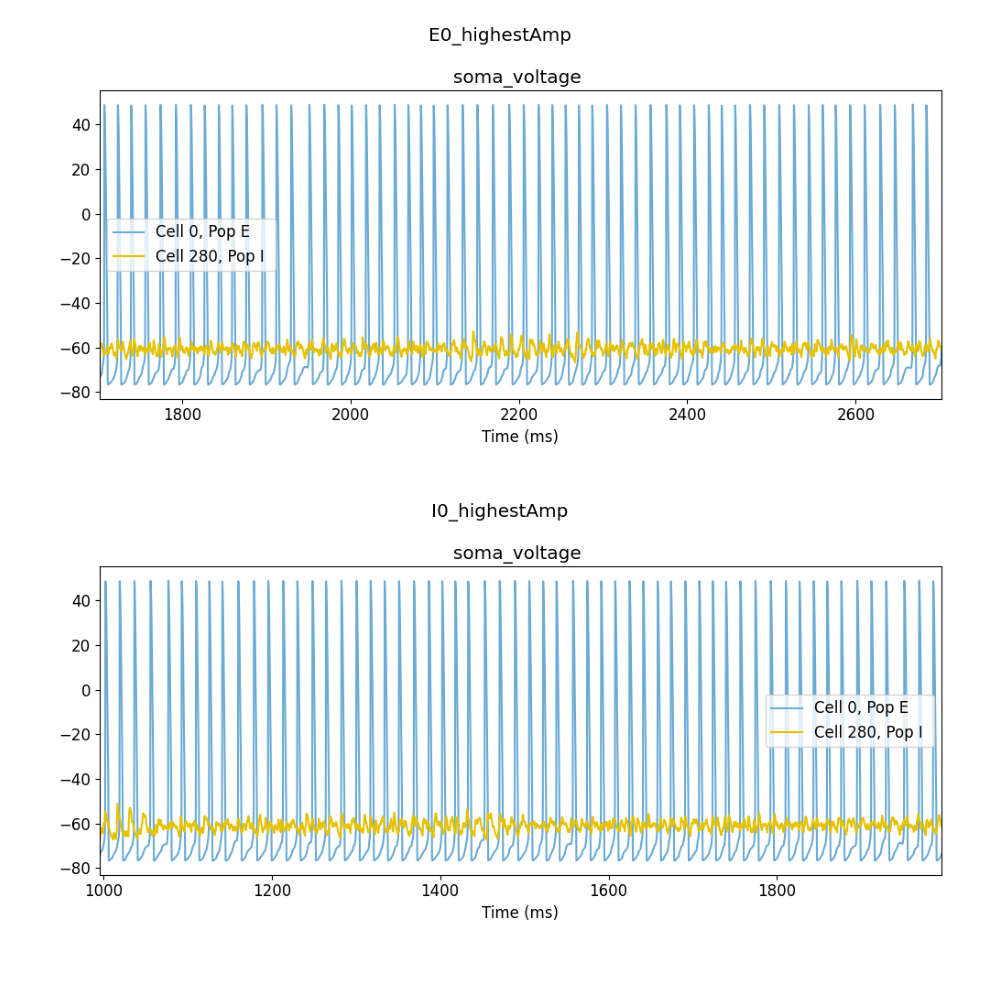 E0_highestAmp
soma_voltage
40
20
0
−20
−40
−60
−80
Cell 0, Pop E
Cell 280, Pop I
1800 2000 2200 2400 2600
Time (ms)
I0_highestAmp
soma_voltage
40
20
0
−20
−40
−60
−80
Cell 0, Pop E
Cell 280, Pop I
1000 1200 1400 1600 1800
Time (ms)